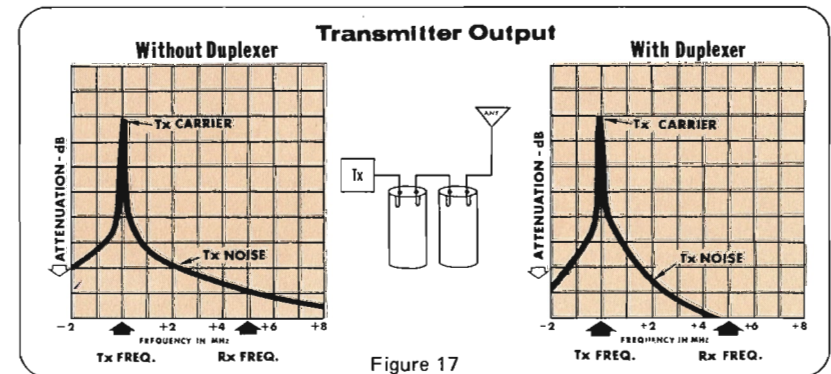 Transmitter Output
Without Duplexer
With Duplexer
Tx CARRIER
Tx NOISE
ATTENUATION - dB
-2 +2 +4 +6 +8
FREQUENCY IN MHz
Tx FREQ. Rx FREQ.
Tx
ANT
Tx CARRIER
Tx NOISE
ATTENUATION - dB
-2 +2 +4 +6 +8
FREQUENCY IN MHz
Tx FREQ. Rx FREQ.
Figure 17